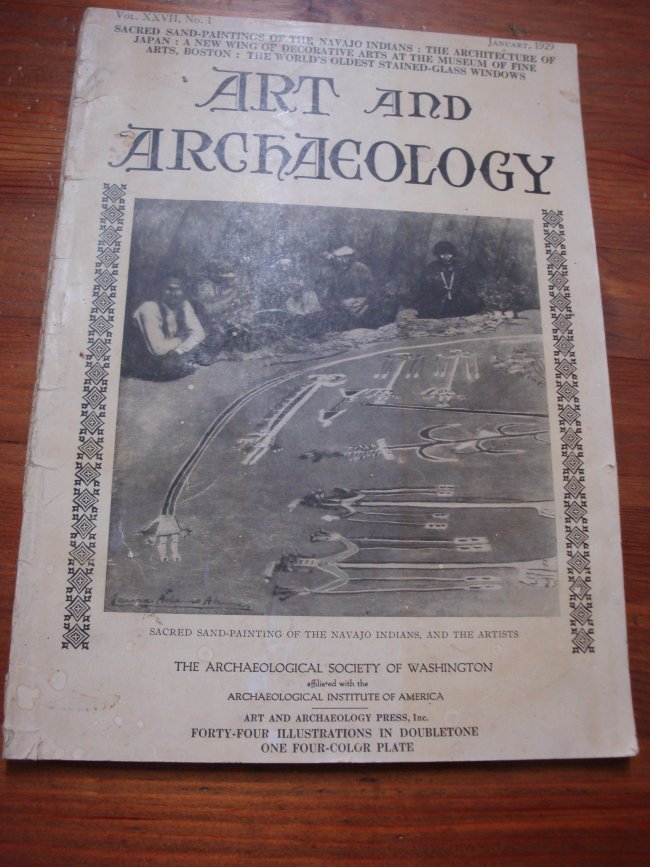 VOL. XXVII, No. 1
JANUARY, 1929
SACRED SAND-PAINTINGS OF THE NAVAJO INDIANS : THE ARCHITECTURE OF
JAPAN : A NEW WING OF DECORATIVE ARTS AT THE MUSEUM OF FINE
ARTS, BOSTON : THE WORLD'S OLDEST STAINED-GLASS WINDOWS
ART AND
ARCHAEOLOGY
Laura Adams
SACRED SAND-PAINTING OF THE NAVAJO INDIANS, AND THE ARTISTS
THE ARCHAEOLOGICAL SOCIETY OF WASHINGTON
affiliated with the
ARCHAEOLOGICAL INSTITUTE OF AMERICA
ART AND ARCHAEOLOGY PRESS, Inc.
FORTY-FOUR ILLUSTRATIONS IN DOUBLETONE
ONE FOUR-COLOR PLATE